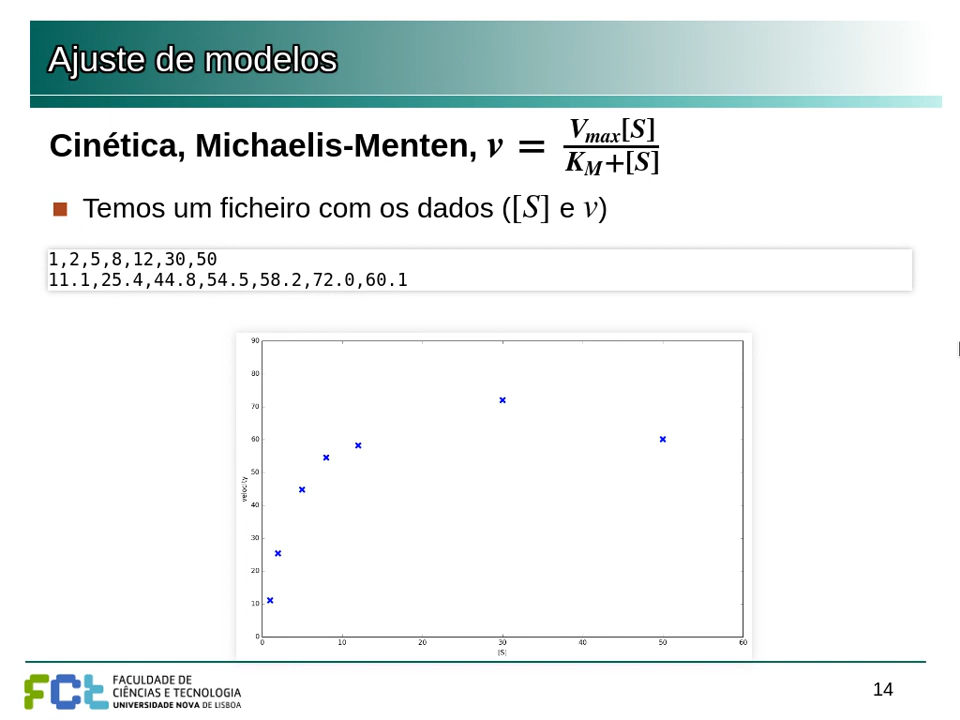 Ajuste de modelos
Cinética, Michaelis-Menten, v = Vmax[S] / KM+[S]
Temos um ficheiro com os dados ([S] e v)
1,2,5,8,12,30,50
11.1,25.4,44.8,54.5,58.2,72.0,60.1
90
80
70
60
50
40
30
20
10
0
velocity
0 10 20 30 40 50 60
[S]
FCt
FACULDADE DE
CIÊNCIAS E TECNOLOGIA
UNIVERSIDADE NOVA DE LISBOA
14